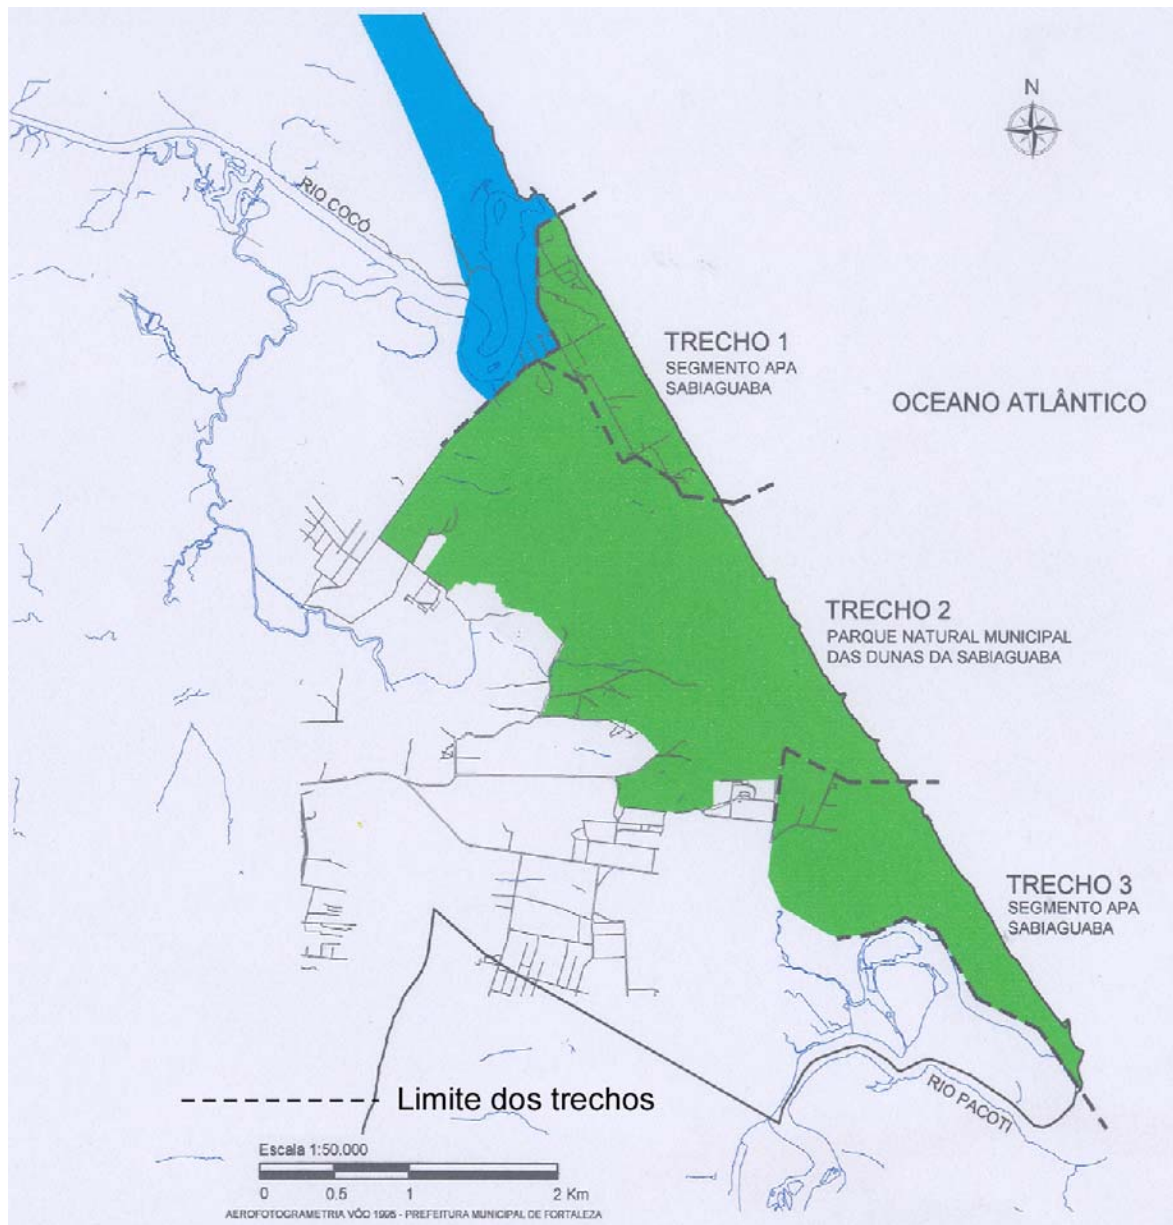 N
RIO COCÓ
TRECHO 1
SEGMENTO APA
SABIAGUABA
OCEANO ATLÂNTICO
TRECHO 2
PARQUE NATURAL MUNICIPAL
DAS DUNAS DA SABIAGUABA
TRECHO 3
SEGMENTO APA
SABIAGUABA
RIO PACOTI
Limite dos trechos
Escala 1:50.000
0 0.5 1 2 Km
AEROFOTOGRAMETRIA VÔO 1995 - PREFEITURA MUNICIPAL DE FORTALEZA